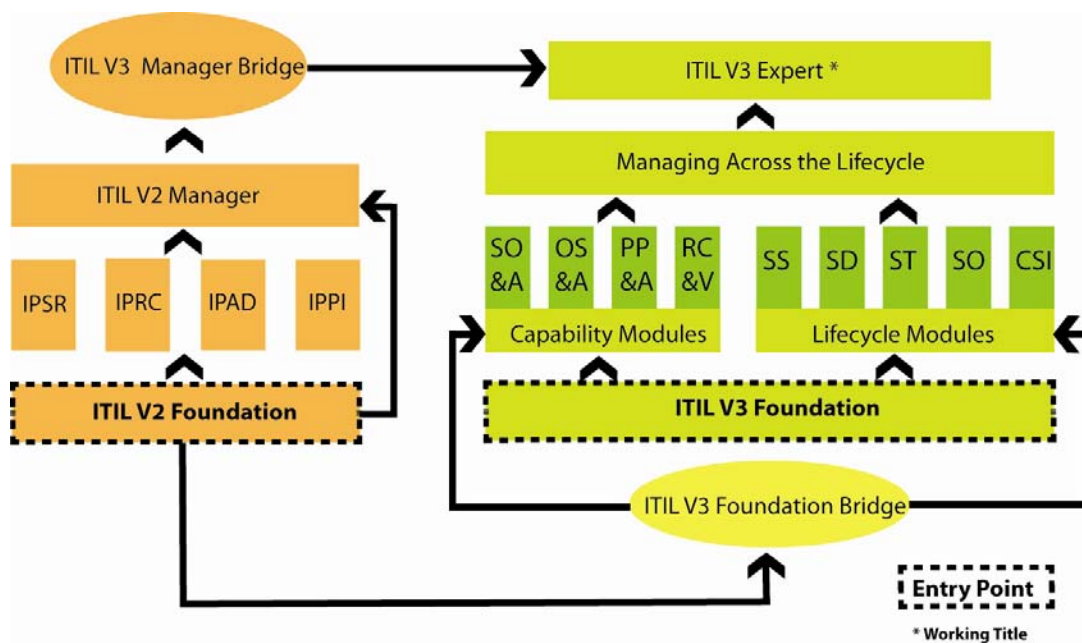 ITIL V3 Manager Bridge
ITIL V3 Expert *
Managing Across the Lifecycle
ITIL V2 Manager
SO
&A
OS
&A
PP
&A
RC
&V
SS
SD
ST
SO
CSI
IPSR
IPRC
IPAD
IPPI
Capability Modules
Lifecycle Modules
ITIL V2 Foundation
ITIL V3 Foundation
ITIL V3 Foundation Bridge
Entry Point
* Working Title